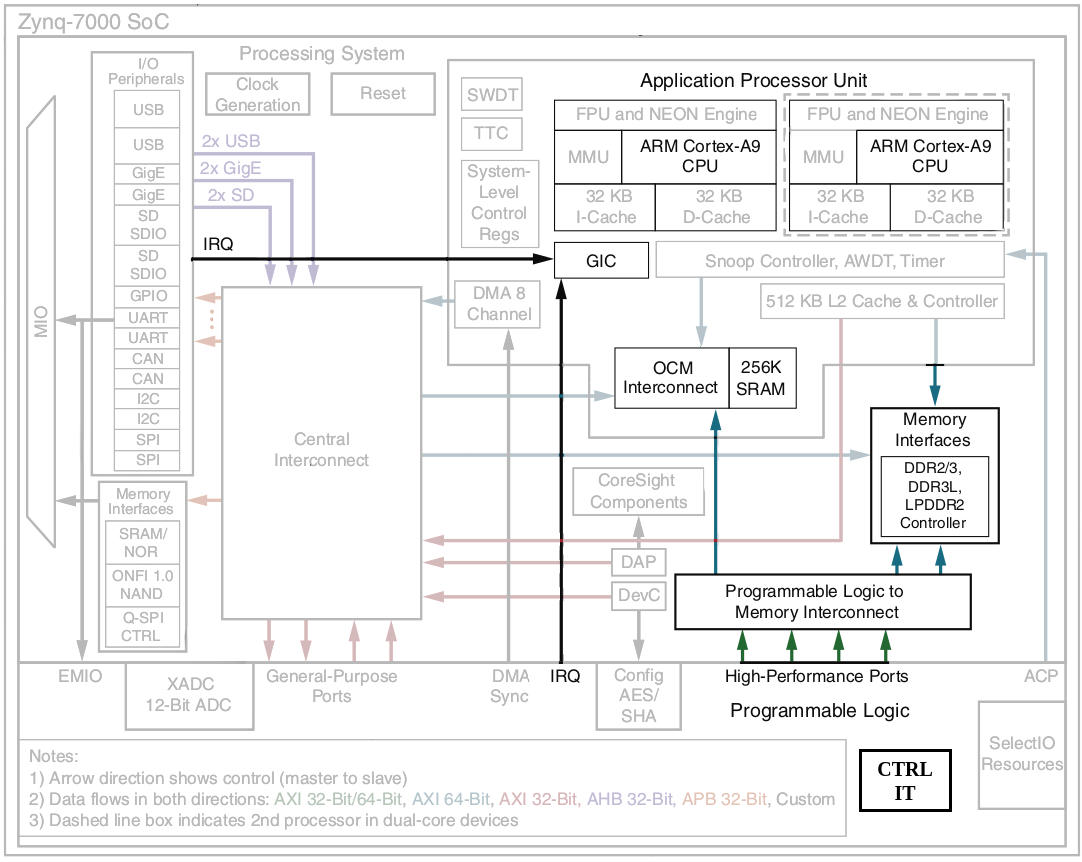 Zynq-7000 SoC
Processing System
I/O
Peripherals
USB
USB
GigE
GigE
SD
SDIO
SD
SDIO
GPIO
UART
UART
CAN
CAN
I2C
I2C
SPI
SPI
MIO
Clock
Generation
Reset
2x USB
2x GigE
2x SD
IRQ
Application Processor Unit
SWDT
TTC
System-
Level
Control
Regs
FPU and NEON Engine
MMU
ARM Cortex-A9
CPU
32 KB
I-Cache
32 KB
D-Cache
FPU and NEON Engine
MMU
ARM Cortex-A9
CPU
32 KB
I-Cache
32 KB
D-Cache
GIC
Snoop Controller, AWDT, Timer
DMA 8
Channel
512 KB L2 Cache & Controller
OCM
Interconnect
256K
SRAM
Central
Interconnect
Memory
Interfaces
DDR2/3,
DDR3L,
LPDDR2
Controller
CoreSight
Components
DAP
DevC
Memory
Interfaces
SRAM/
NOR
ONFI 1.0
NAND
Q-SPI
CTRL
Programmable Logic to
Memory Interconnect
EMIO
XADC
12-Bit ADC
General-Purpose
Ports
DMA
Sync
IRQ
Config
AES/
SHA
High-Performance Ports
ACP
Programmable Logic
SelectIO
Resources
CTRL
IT
Notes:
1) Arrow direction shows control (master to slave)
2) Data flows in both directions: AXI 32-Bit/64-Bit, AXI 64-Bit, AXI 32-Bit, AHB 32-Bit, APB 32-Bit, Custom
3) Dashed line box indicates 2nd processor in dual-core devices